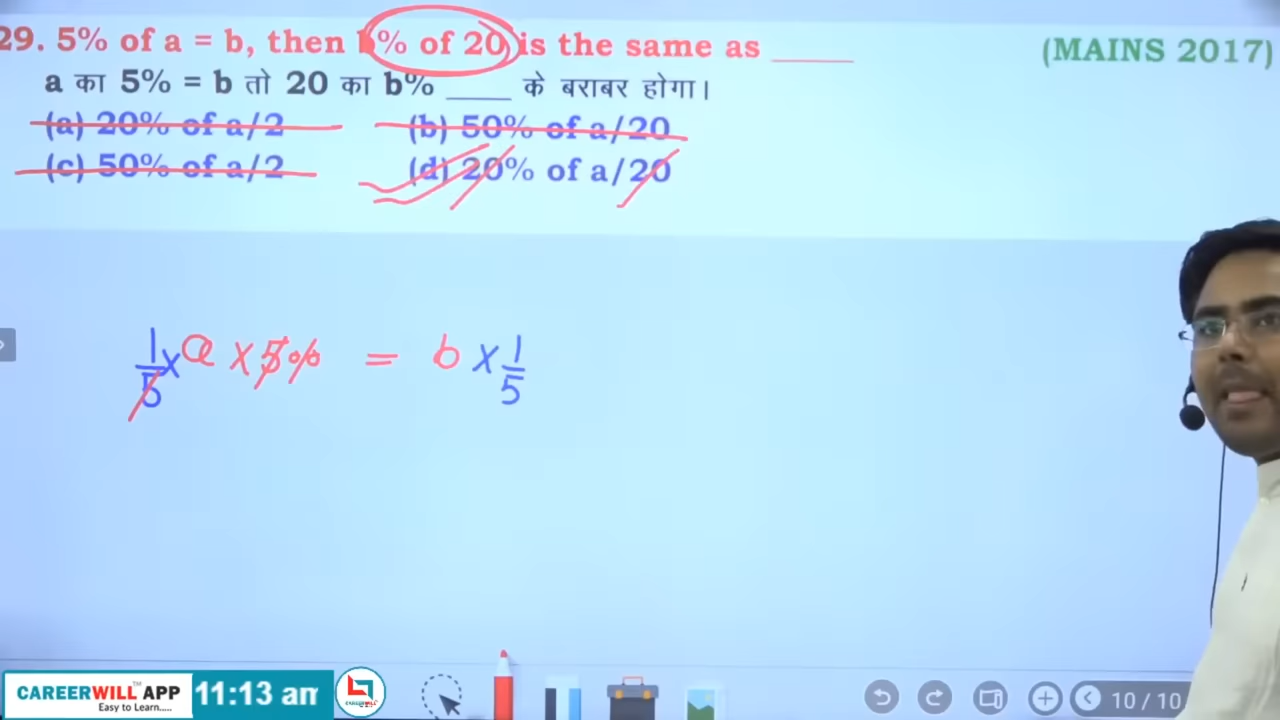 29. 5% of a = b, then b% of 20 is the same as ____ (MAINS 2017)
a का 5% = b तो 20 का b% ____ के बराबर होगा।
(a) 20% of a/2 (b) 50% of a/20
(c) 50% of a/2 (d) 20% of a/20
1/5 × a × 5% = b × 1/5
CAREERWILL™ APP
Easy to Learn.....
11:13 am
CAREERWILL
10 / 10